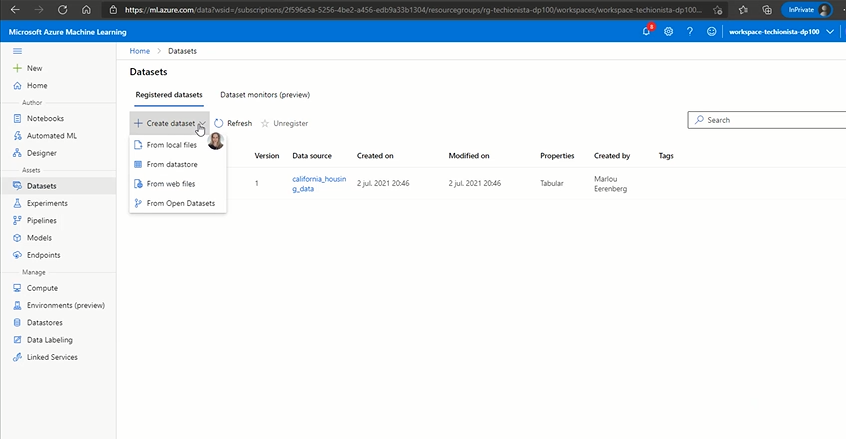 https://ml.azure.com/data?wsid=/subscriptions/2f596e5a-5256-4be2-a456-edb9a33b1304/resourcegroups/rg-techionista-dp100/workspaces/workspace-techionista-dp100...
InPrivate
Microsoft Azure Machine Learning
8
workspace-techionista-dp100
New
Home
Author
Notebooks
Automated ML
Designer
Assets
Datasets
Experiments
Pipelines
Models
Endpoints
Manage
Compute
Environments (preview)
Datastores
Data Labeling
Linked Services
Home > Datasets
Datasets
Registered datasets Dataset monitors (preview)
Create dataset Refresh Unregister
Search
From local files
From datastore
From web files
From Open Datasets
Version Data source Created on Modified on Properties Created by Tags
1 california_housin 2 jul. 2021 20:46 2 jul. 2021 20:46 Tabular Marlou
g_data Eerenberg